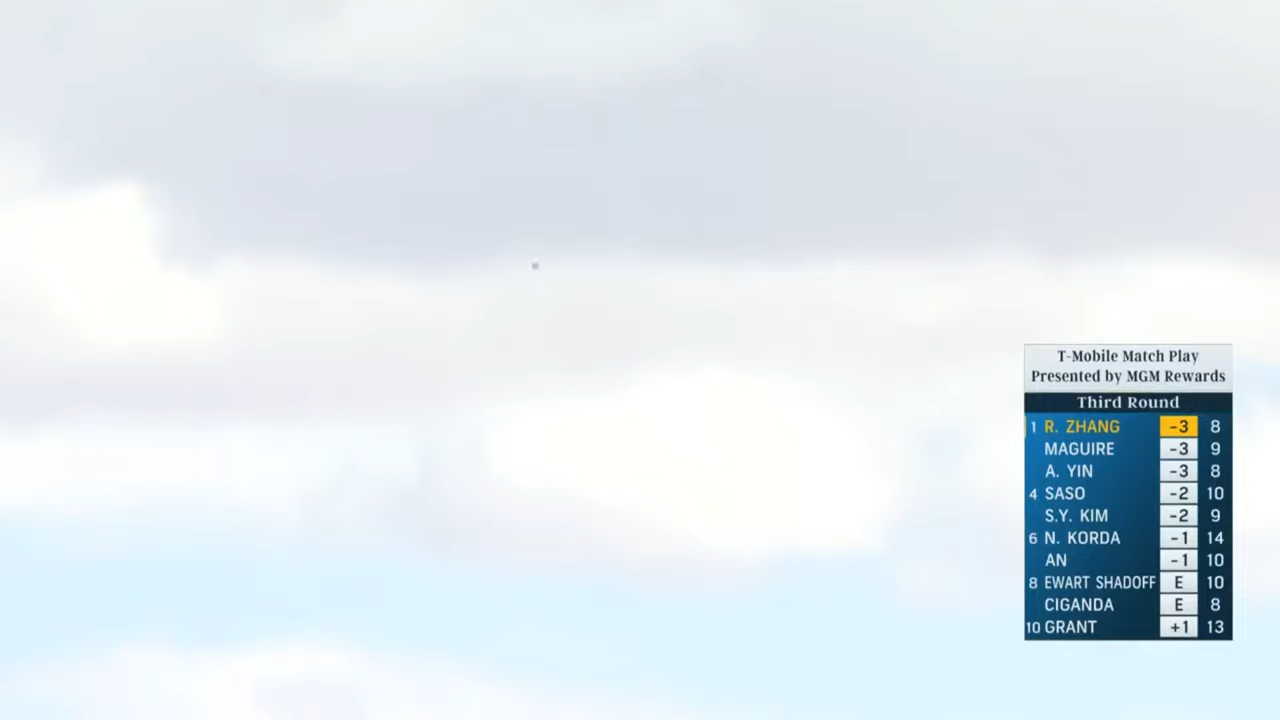 T-Mobile Match Play
Presented by MGM Rewards
Third Round
1 R. ZHANG -3 8
MAGUIRE -3 9
A. YIN -3 8
4 SASO -2 10
S.Y. KIM -2 9
6 N. KORDA -1 14
AN -1 10
8 EWART SHADOFF E 10
CIGANDA E 8
10 GRANT +1 13